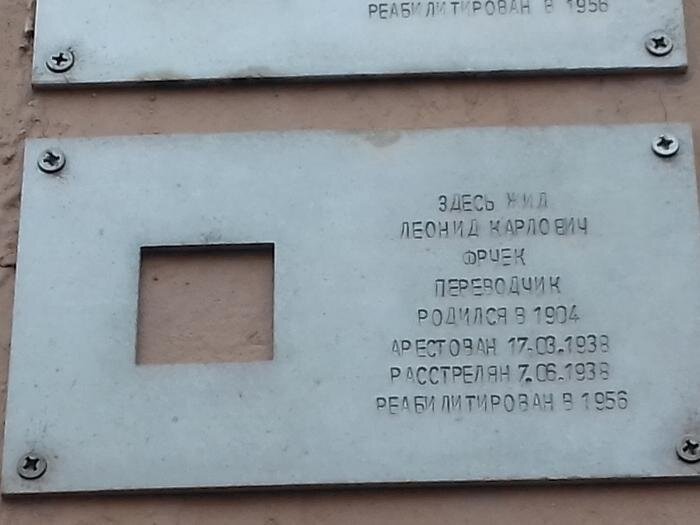 РЕАБИЛИТИРОВАН В 1956
ЗДЕСЬ ЖИЛ
ЛЕОНИД КАРЛОВИЧ
ФРЧЕК
ПЕРЕВОДЧИК
РОДИЛСЯ В 1904
АРЕСТОВАН 17.03.1938
РАССТРЕЛЯН 7.06.1938
РЕАБИЛИТИРОВАН В 1956